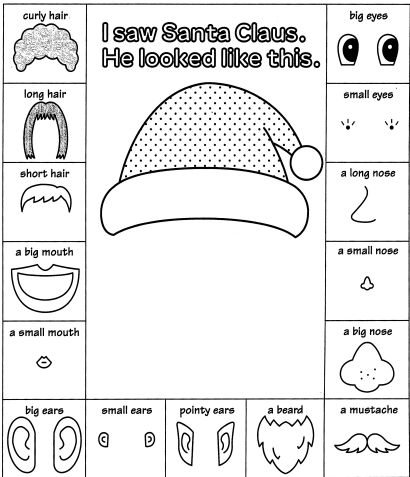 I saw Santa Claus.
He looked like this.
curly hair
long hair
short hair
a big mouth
a small mouth
big eyes
small eyes
a long nose
a small nose
a big nose
big ears
small ears
pointy ears
a beard
a mustache